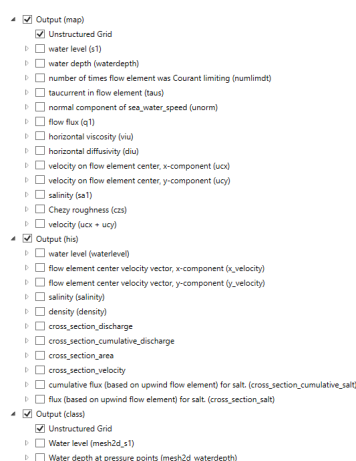 Output (map)
Unstructured Grid
water level (s1)
water depth (waterdepth)
number of times flow element was Courant limiting (numlimdt)
taucurrent in flow element (taus)
normal component of sea_water_speed (unorm)
flow flux (q1)
horizontal viscosity (viu)
horizontal diffusivity (diu)
velocity on flow element center, x-component (ucx)
velocity on flow element center, y-component (ucy)
salinity (sa1)
Chezy roughness (czs)
velocity (ucx + ucy)
Output (his)
water level (waterlevel)
flow element center velocity vector, x-component (x_velocity)
flow element center velocity vector, y-component (y_velocity)
salinity (salinity)
density (density)
cross_section_discharge
cross_section_cumulative_discharge
cross_section_area
cross_section_velocity
cumulative flux (based on upwind flow element) for salt. (cross_section_cumulative_salt)
flux (based on upwind flow element) for salt. (cross_section_salt)
Output (class)
Unstructured Grid
Water level (mesh2d_s1)
Water depth at pressure points (mesh2d_waterdepth)